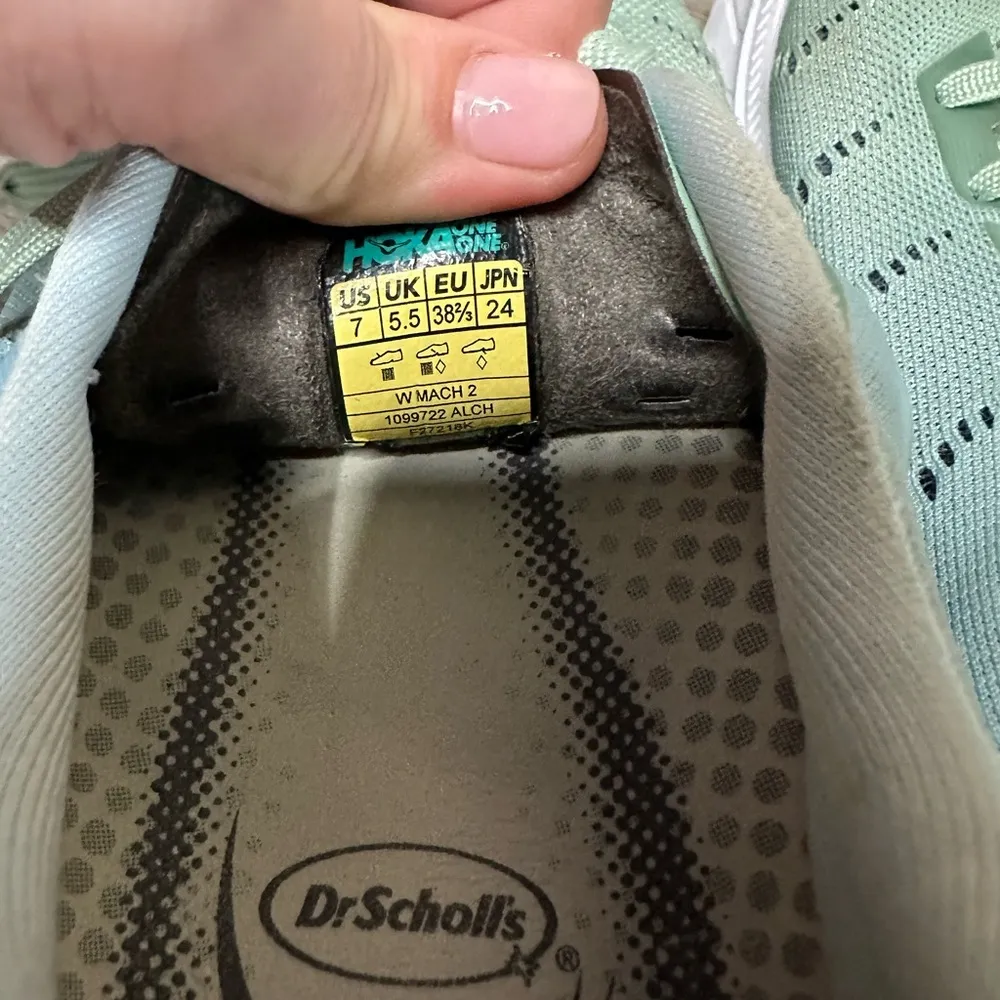 HOKA ONE ONE®
US UK EU JPN
7 5.5 38⅔ 24
W MACH 2
1099722 ALCH
F27218K
Dr Scholl's ®